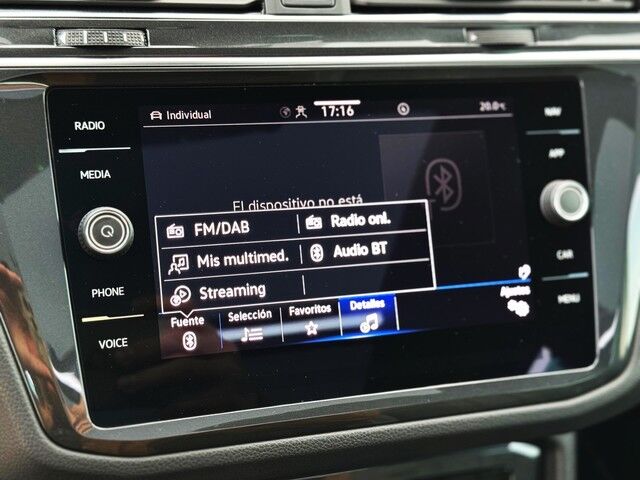 RADIO
MEDIA
PHONE
VOICE
Individual
17:16
20.0°C
El dispositivo no está
FM/DAB
Radio onl.
Mis multimed.
Audio BT
Streaming
Fuente
Selección
Favoritos
Detalles
Ajustes
NAV
APP
CAR
MENU